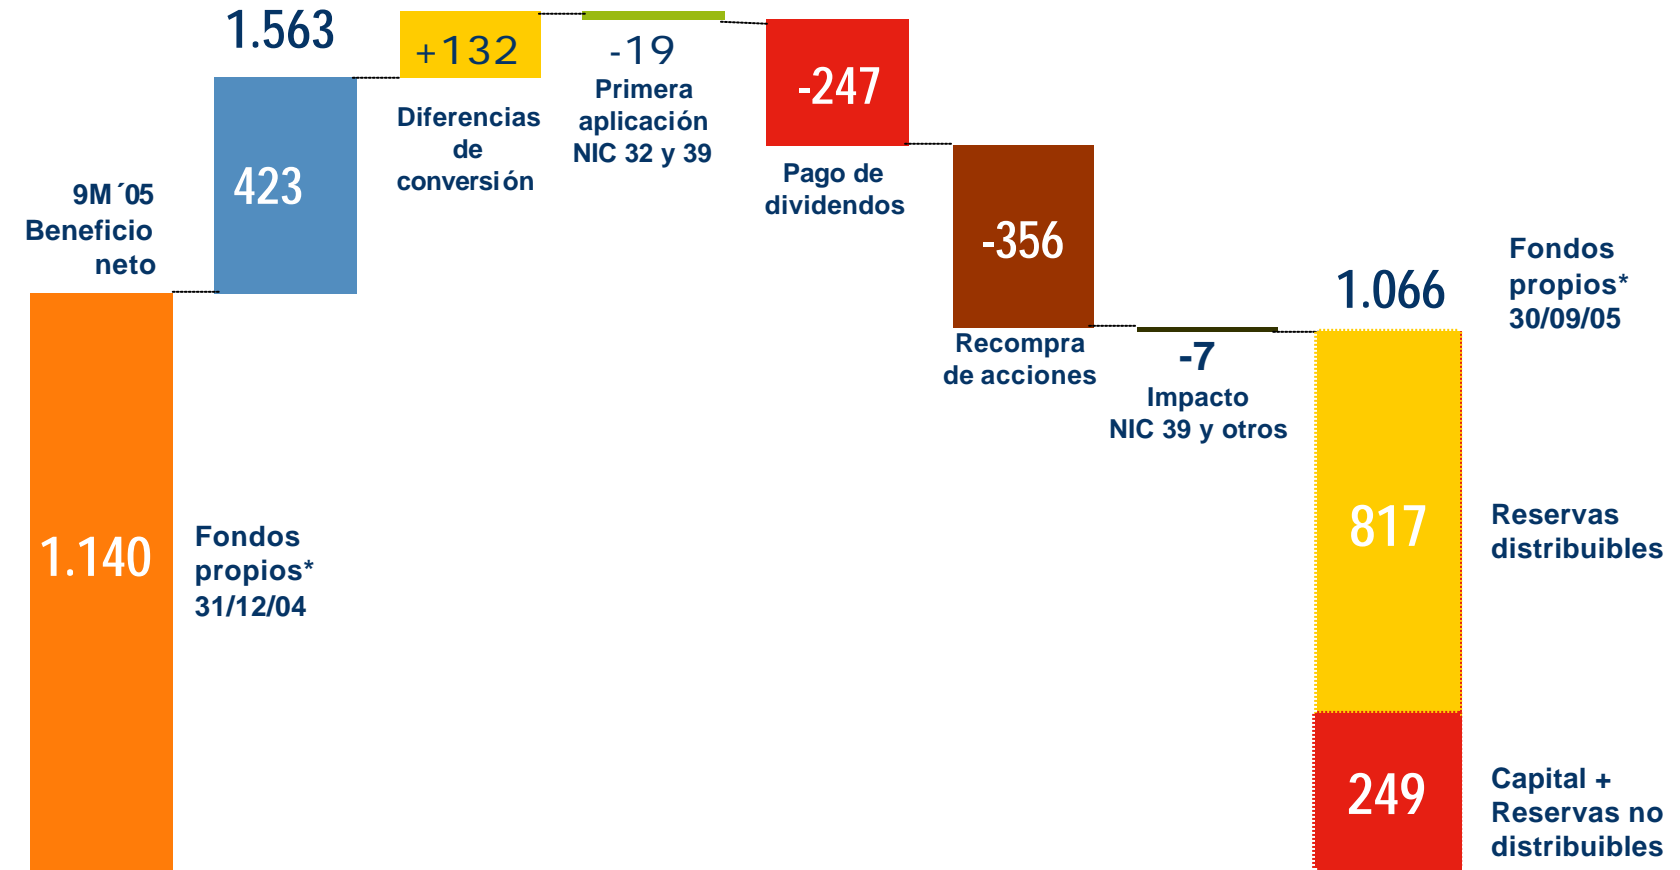 9M ´05
Beneficio
neto
1.140
Fondos
propios*
31/12/04
1.563
423
+132
Diferencias
de
conversión
-19
Primera
aplicación
NIC 32 y 39
-247
Pago de
dividendos
-356
Recompra
de acciones
-7
Impacto
NIC 39 y otros
1.066
Fondos
propios*
30/09/05
817
Reservas
distribuibles
249
Capital +
Reservas no
distribuibles